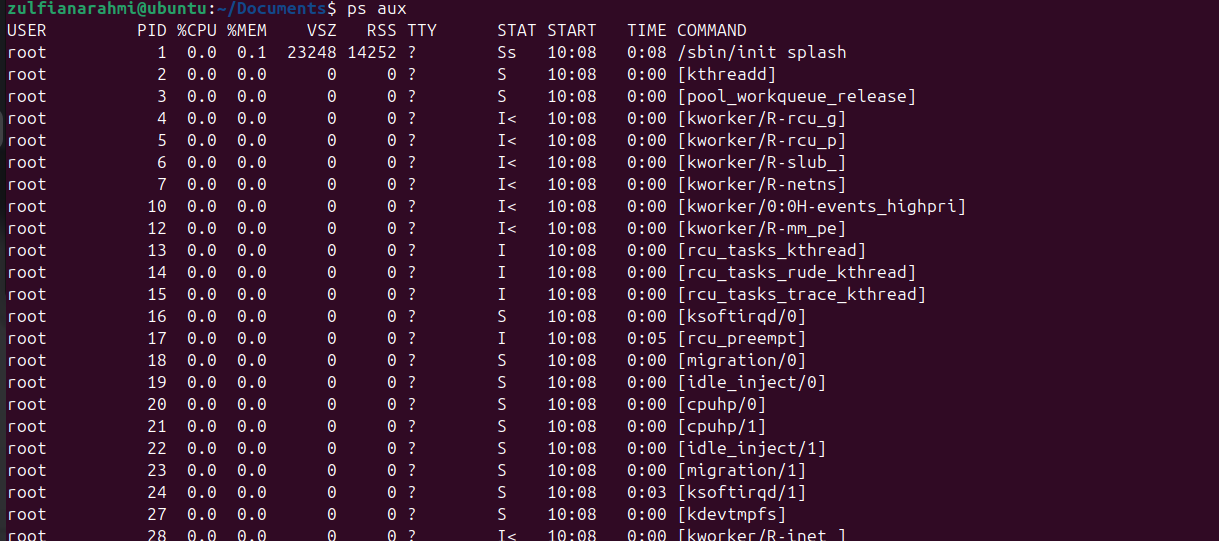 zulfianarahmi@ubuntu:~/Documents$ ps aux
USER         PID %CPU %MEM    VSZ   RSS TTY      STAT START   TIME COMMAND
root           1  0.0  0.1  23248 14252 ?        Ss   10:08   0:08 /sbin/init splash
root           2  0.0  0.0      0     0 ?        S    10:08   0:00 [kthreadd]
root           3  0.0  0.0      0     0 ?        S    10:08   0:00 [pool_workqueue_release]
root           4  0.0  0.0      0     0 ?        I<   10:08   0:00 [kworker/R-rcu_g]
root           5  0.0  0.0      0     0 ?        I<   10:08   0:00 [kworker/R-rcu_p]
root           6  0.0  0.0      0     0 ?        I<   10:08   0:00 [kworker/R-slub_]
root           7  0.0  0.0      0     0 ?        I<   10:08   0:00 [kworker/R-netns]
root          10  0.0  0.0      0     0 ?        I<   10:08   0:00 [kworker/0:0H-events_highpri]
root          12  0.0  0.0      0     0 ?        I<   10:08   0:00 [kworker/R-mm_pe]
root          13  0.0  0.0      0     0 ?        I    10:08   0:00 [rcu_tasks_kthread]
root          14  0.0  0.0      0     0 ?        I    10:08   0:00 [rcu_tasks_rude_kthread]
root          15  0.0  0.0      0     0 ?        I    10:08   0:00 [rcu_tasks_trace_kthread]
root          16  0.0  0.0      0     0 ?        S    10:08   0:00 [ksoftirqd/0]
root          17  0.0  0.0      0     0 ?        I    10:08   0:05 [rcu_preempt]
root          18  0.0  0.0      0     0 ?        S    10:08   0:00 [migration/0]
root          19  0.0  0.0      0     0 ?        S    10:08   0:00 [idle_inject/0]
root          20  0.0  0.0      0     0 ?        S    10:08   0:00 [cpuhp/0]
root          21  0.0  0.0      0     0 ?        S    10:08   0:00 [cpuhp/1]
root          22  0.0  0.0      0     0 ?        S    10:08   0:00 [idle_inject/1]
root          23  0.0  0.0      0     0 ?        S    10:08   0:00 [migration/1]
root          24  0.0  0.0      0     0 ?        S    10:08   0:03 [ksoftirqd/1]
root          27  0.0  0.0      0     0 ?        S    10:08   0:00 [kdevtmpfs]
root          28  0.0  0.0      0     0 ?        I<   10:08   0:00 [kworker/R-inet_]